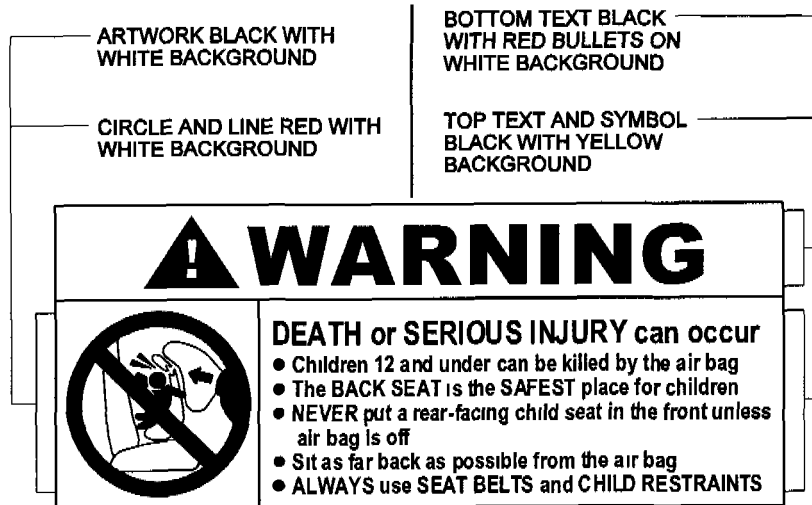 ARTWORK BLACK WITH
WHITE BACKGROUND
CIRCLE AND LINE RED WITH
WHITE BACKGROUND
BOTTOM TEXT BLACK
WITH RED BULLETS ON
WHITE BACKGROUND
TOP TEXT AND SYMBOL
BLACK WITH YELLOW
BACKGROUND
! WARNING
DEATH or SERIOUS INJURY can occur
● Children 12 and under can be killed by the air bag
● The BACK SEAT is the SAFEST place for children
● NEVER put a rear-facing child seat in the front unless
air bag is off
● Sit as far back as possible from the air bag
● ALWAYS use SEAT BELTS and CHILD RESTRAINTS